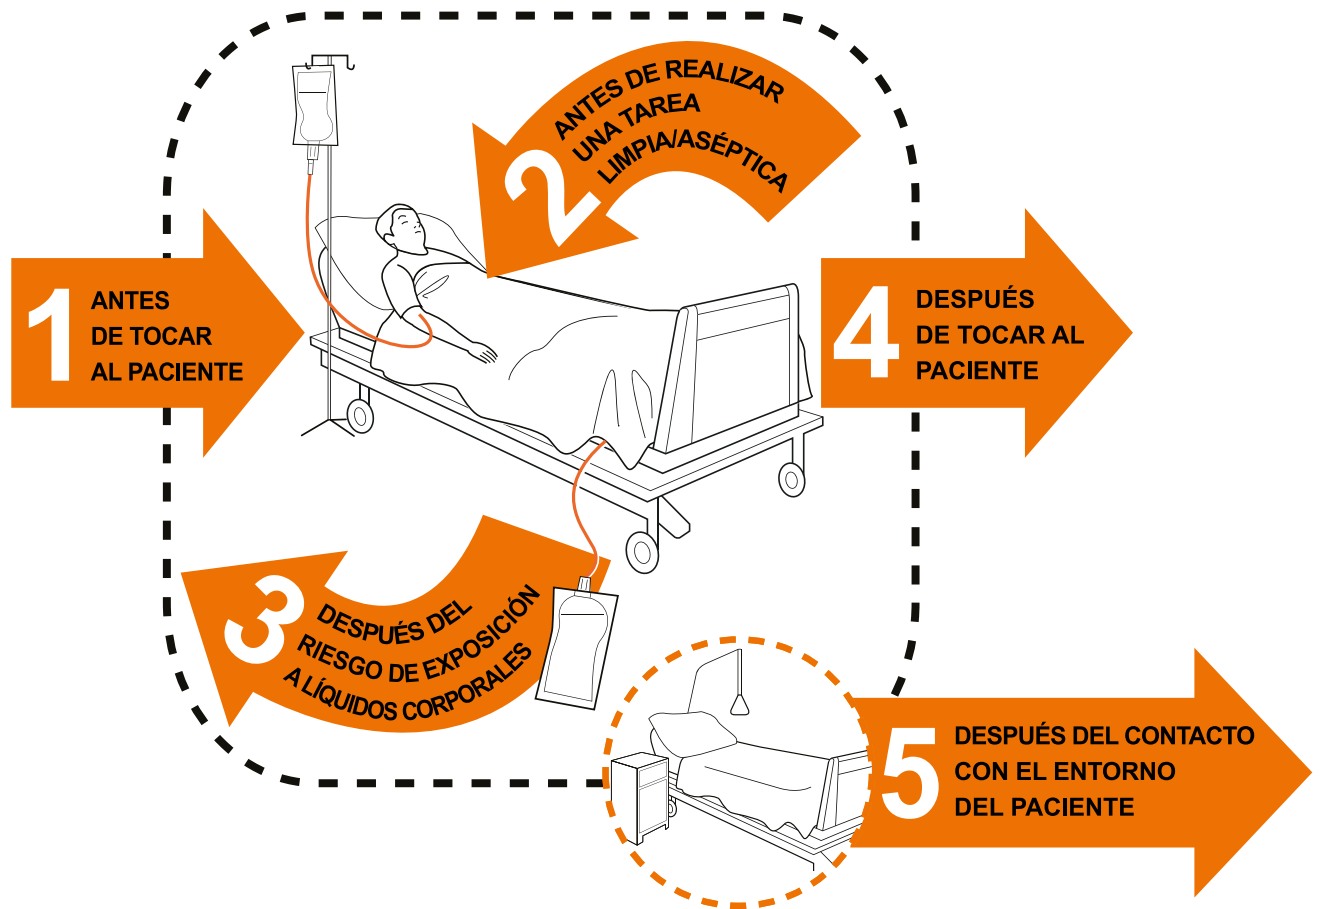 1
ANTES
DE TOCAR
AL PACIENTE
2
ANTES DE REALIZAR
UNA TAREA
LIMPIA/ASÉPTICA
3
DESPUÉS DEL
RIESGO DE EXPOSICIÓN
A LÍQUIDOS CORPORALES
4
DESPUÉS
DE TOCAR AL
PACIENTE
5
DESPUÉS DEL CONTACTO
CON EL ENTORNO
DEL PACIENTE